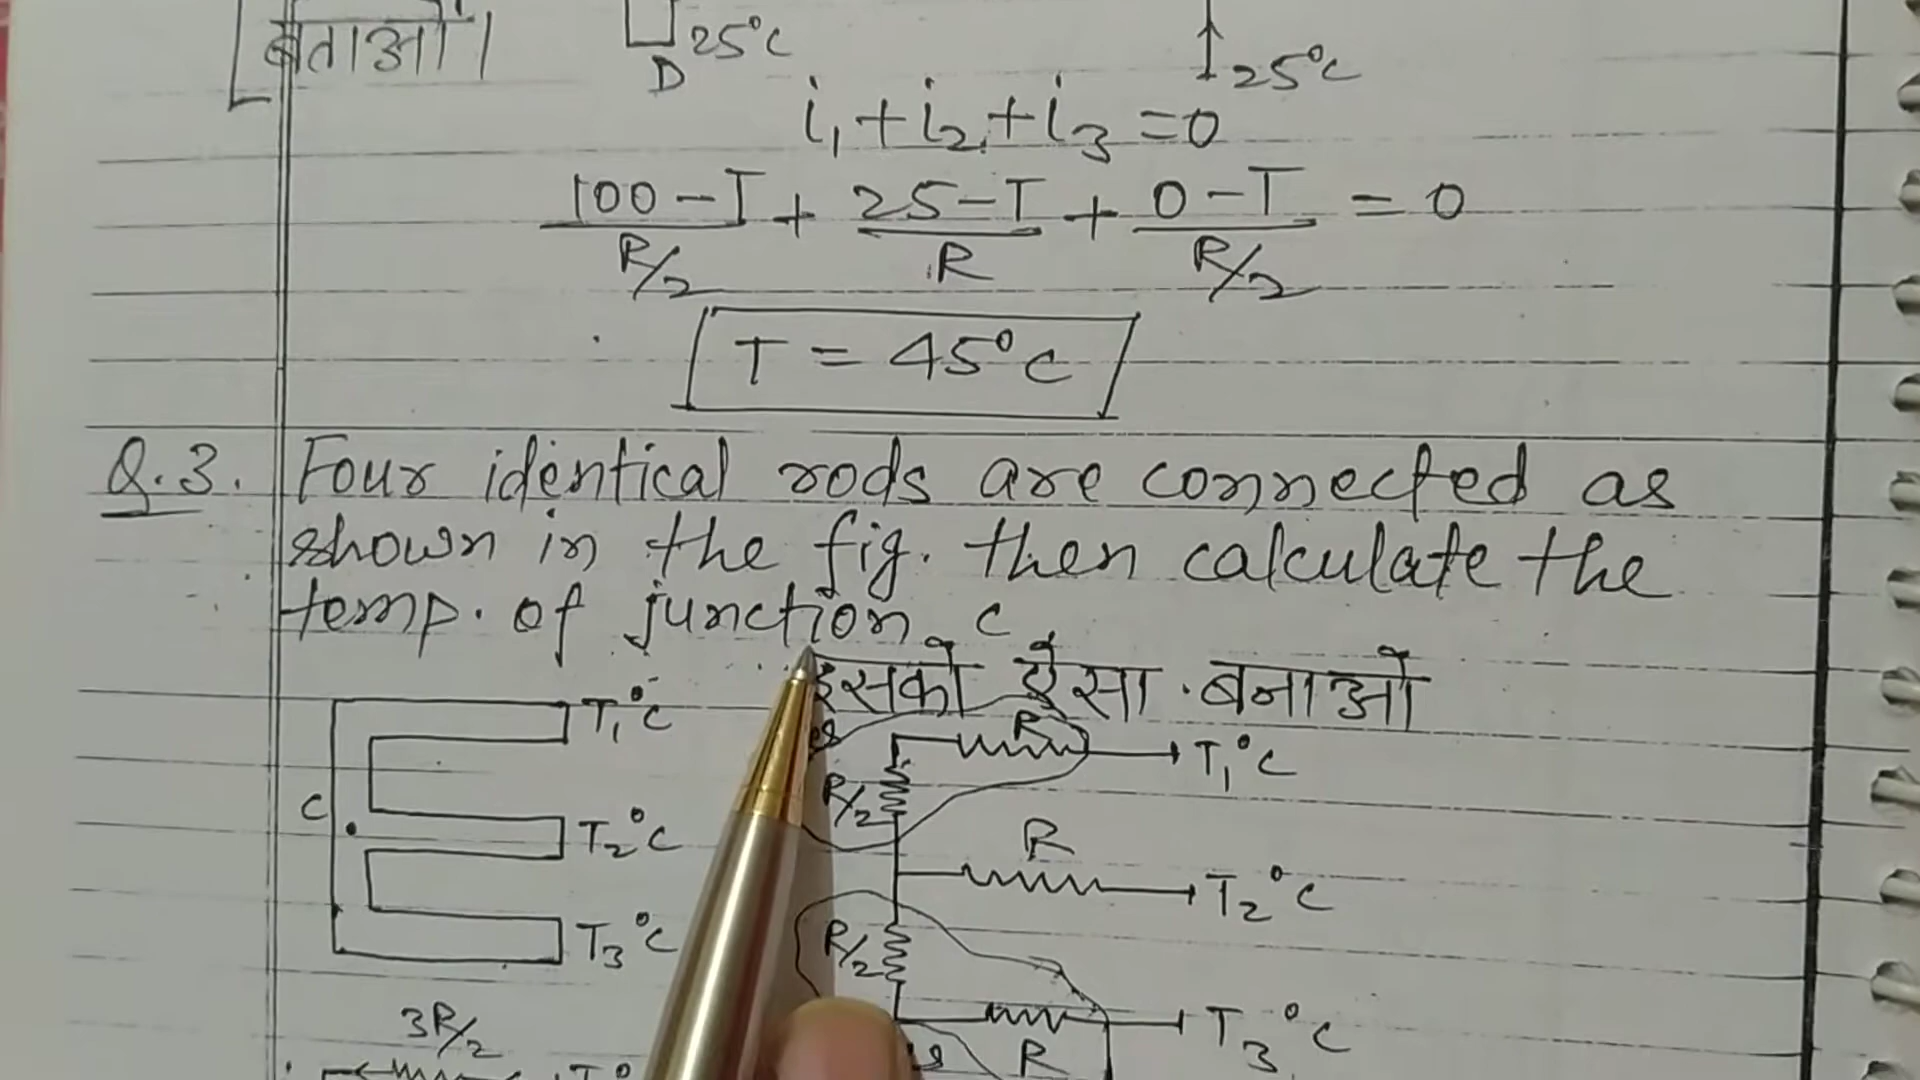 बताओ।
25°C
D
25°C
i₁+i₂+i₃=0
100-T/R/2 + 25-T/R + 0-T/R/2 = 0
T = 45°C
Q.3. Four identical rods are connected as
shown in the fig. then calculate the
temp. of junction C
इसको ऐसा बनाओ
T₁°C
C
T₂°C
T₃°C
R
T₁°C
R/2
R
T₂°C
R/2
T₃°C
R
3R/2